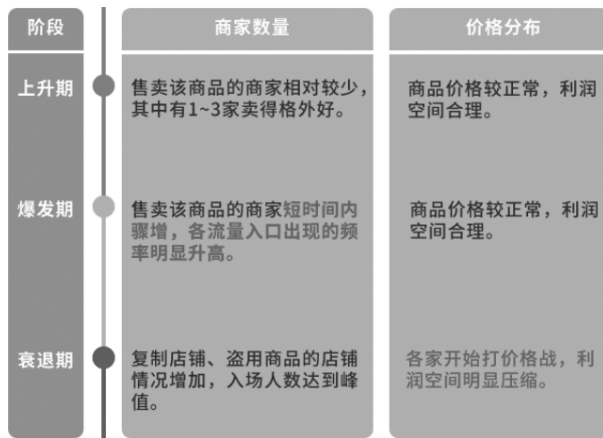 阶段
商家数量
价格分布
上升期
售卖该商品的商家相对较少，
其中有1~3家卖得格外好。
商品价格较正常，利润
空间合理。
爆发期
售卖该商品的商家短时间内
骤增，各流量入口出现的频
率明显升高。
商品价格较正常，利润
空间合理。
衰退期
复制店铺、盗用商品的店铺
情况增加，入场人数达到峰
值。
各家开始打价格战，利
润空间明显压缩。